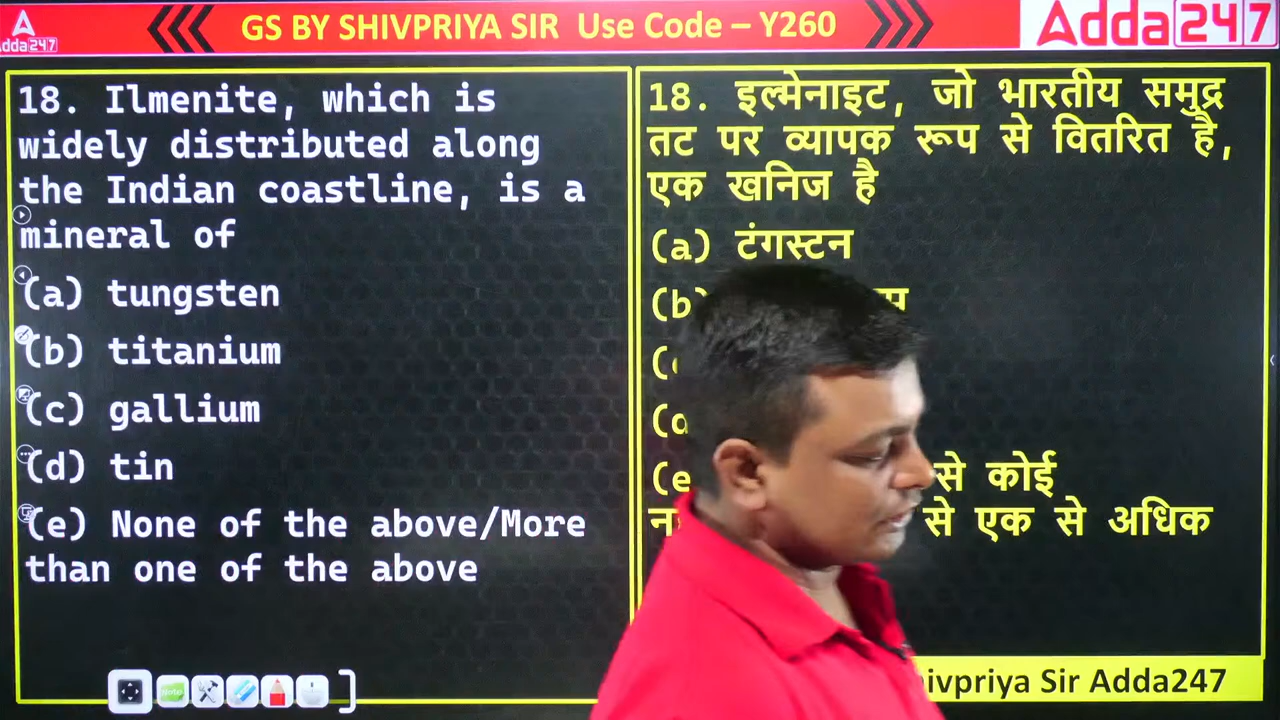 GS BY SHIVPRIYA SIR Use Code – Y260
Adda247
dda247
18. Ilmenite, which is
widely distributed along
the Indian coastline, is a
mineral of
(a) tungsten
(b) titanium
(c) gallium
(d) tin
(e) None of the above/More
than one of the above
18. इल्मेनाइट, जो भारतीय समुद्र
तट पर व्यापक रूप से वितरित है,
एक खनिज है
(a) टंगस्टन
(b)
से कोई
से एक से अधिक
Sir Adda247